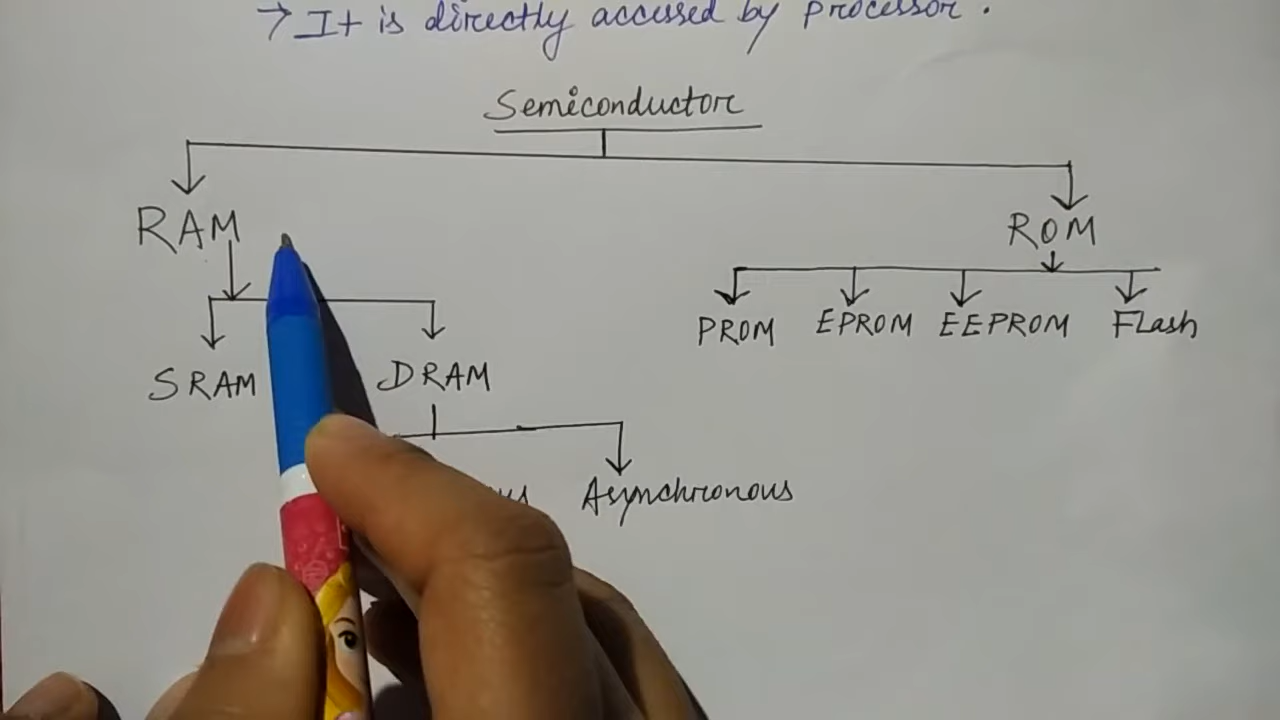 → It is directly accessed by processor.
Semiconductor
RAM
ROM
SRAM
DRAM
PROM
EPROM
EEPROM
FLash
Asynchronous